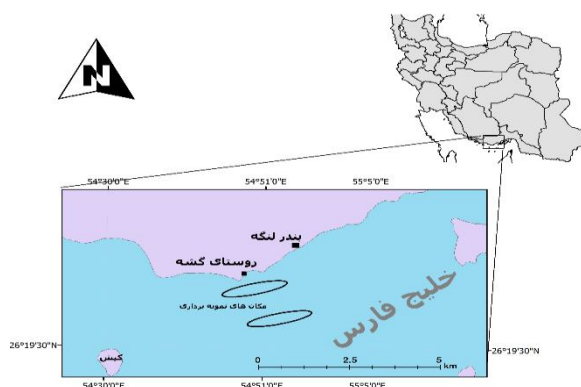 N
54°30'0"E 54°51'0"E 55°5'0"E
بندر لنگه
روستای گشه
مکان های نمونه برداری
خلیج فارس
26°19'30"N 26°19'30"N
کیش
0 2.5 5
km
54°30'0"E 54°51'0"E 55°5'0"E